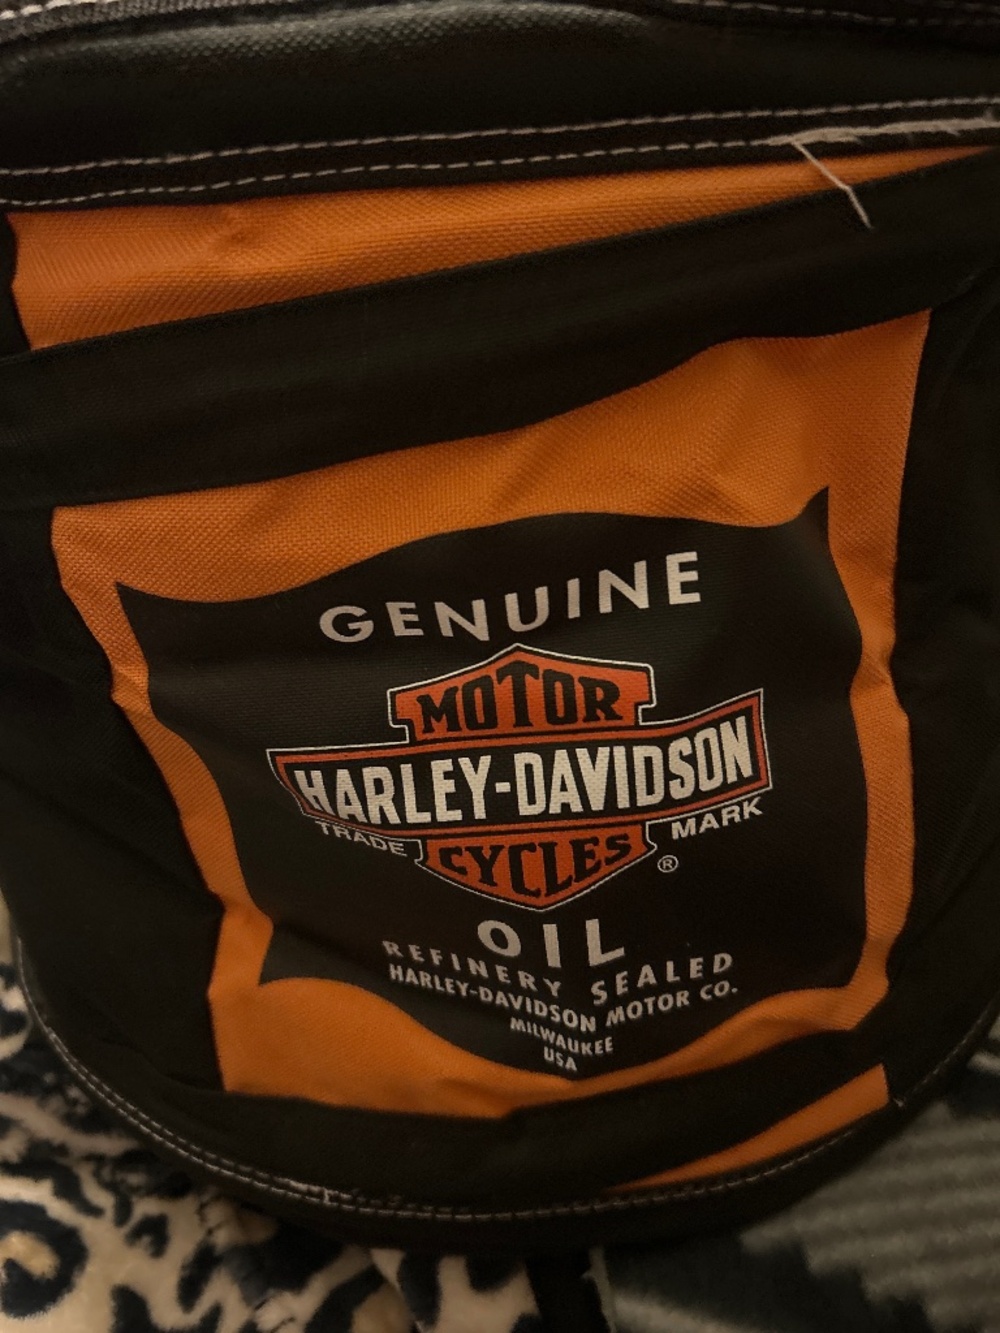 GENUINE
MOTOR
HARLEY-DAVIDSON
TRADE MARK
CYCLES
®
OIL
REFINERY SEALED
HARLEY-DAVIDSON MOTOR CO.
MILWAUKEE
USA